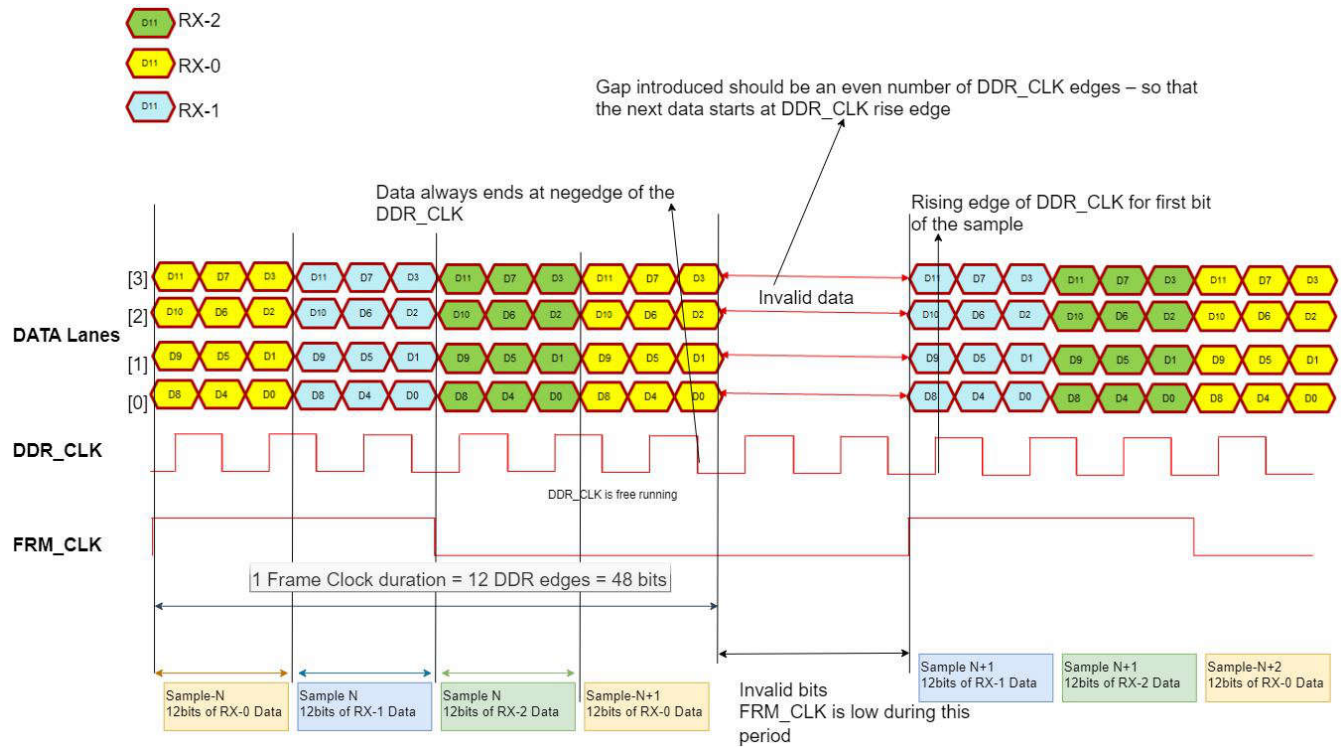 D11 RX-2
D11 RX-0
D11 RX-1
Gap introduced should be an even number of DDR_CLK edges – so that
the next data starts at DDR_CLK rise edge
Data always ends at negedge of the
DDR_CLK
Rising edge of DDR_CLK for first bit
of the sample
[3] D11 D7 D3 D11 D7 D3 D11 D7 D3 D11 D7 D3 D11 D7 D3 D11 D7 D3 D11 D7 D3
Invalid data
[2] D10 D6 D2 D10 D6 D2 D10 D6 D2 D10 D6 D2 D10 D6 D2 D10 D6 D2 D10 D6 D2
DATA Lanes
[1] D9 D5 D1 D9 D5 D1 D9 D5 D1 D9 D5 D1 D9 D5 D1 D9 D5 D1 D9 D5 D1
[0] D8 D4 D0 D8 D4 D0 D8 D4 D0 D8 D4 D0 D8 D4 D0 D8 D4 D0 D8 D4 D0
DDR_CLK
DDR_CLK is free running
FRM_CLK
1 Frame Clock duration = 12 DDR edges = 48 bits
Sample-N
12bits of RX-0 Data
Sample N
12bits of RX-1 Data
Sample N
12bits of RX-2 Data
Sample-N+1
12bits of RX-0 Data
Invalid bits
FRM_CLK is low during this
period
Sample N+1
12bits of RX-1 Data
Sample N+1
12bits of RX-2 Data
Sample-N+2
12bits of RX-0 Data